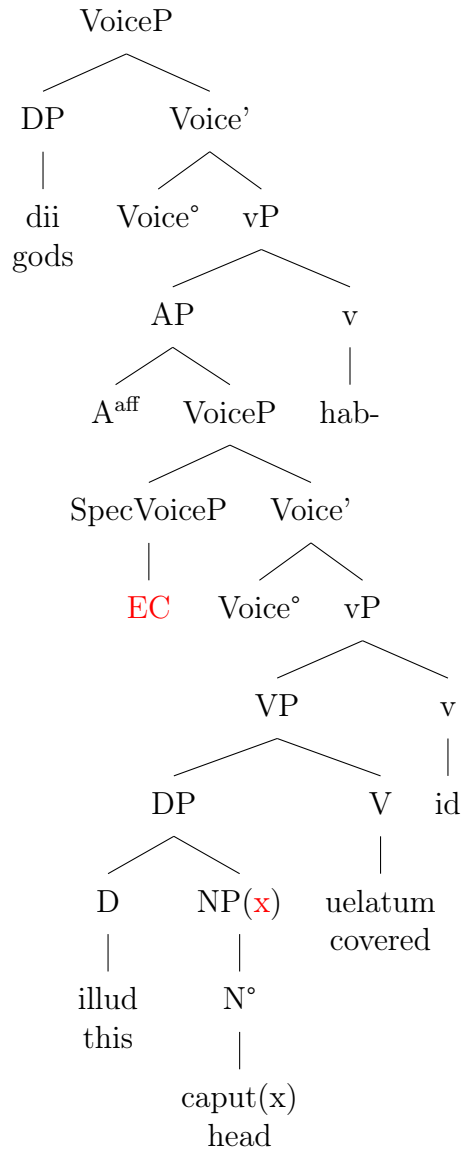 VoiceP
DP Voice’
dii Voice° vP
gods
AP v
A^aff VoiceP hab-
SpecVoiceP Voice’
EC Voice° vP
VP v
DP V id
D NP(x) uelatum
covered
illud N°
this
caput(x)
head